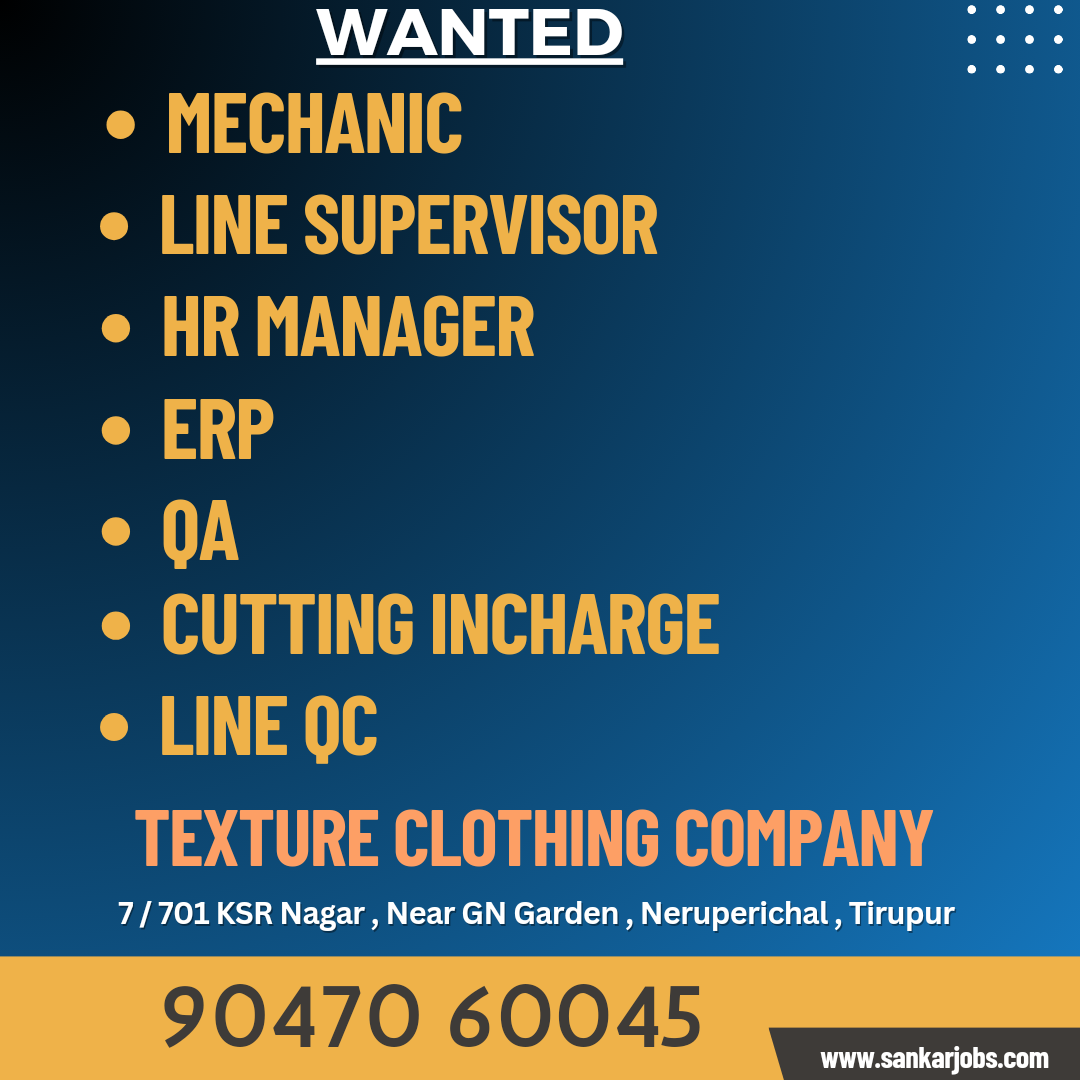 WANTED
MECHANIC
LINE SUPERVISOR
HR MANAGER
ERP
QA
CUTTING INCHARGE
LINE QC
TEXTURE CLOTHING COMPANY
7 / 701 KSR Nagar , Near GN Garden , Neruperichal , Tirupur
90470 60045
www.sankarjobs.com